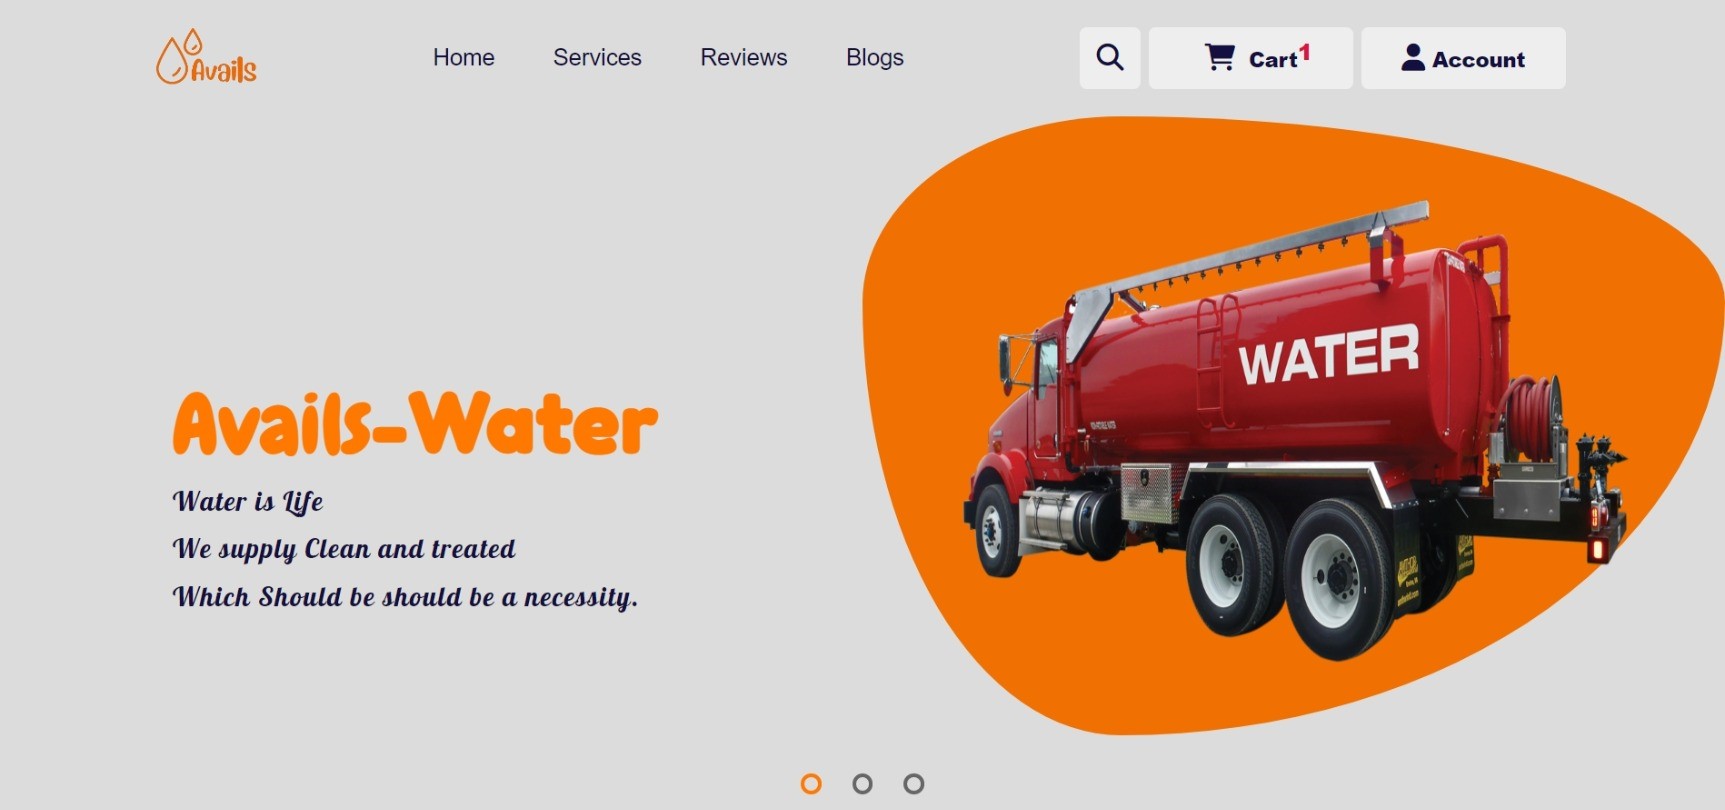 Avails
Home
Services
Reviews
Blogs
Cart1
Account
WATER
Avails-Water
Water is Life
We supply Clean and treated
Which Should be should be a necessity.